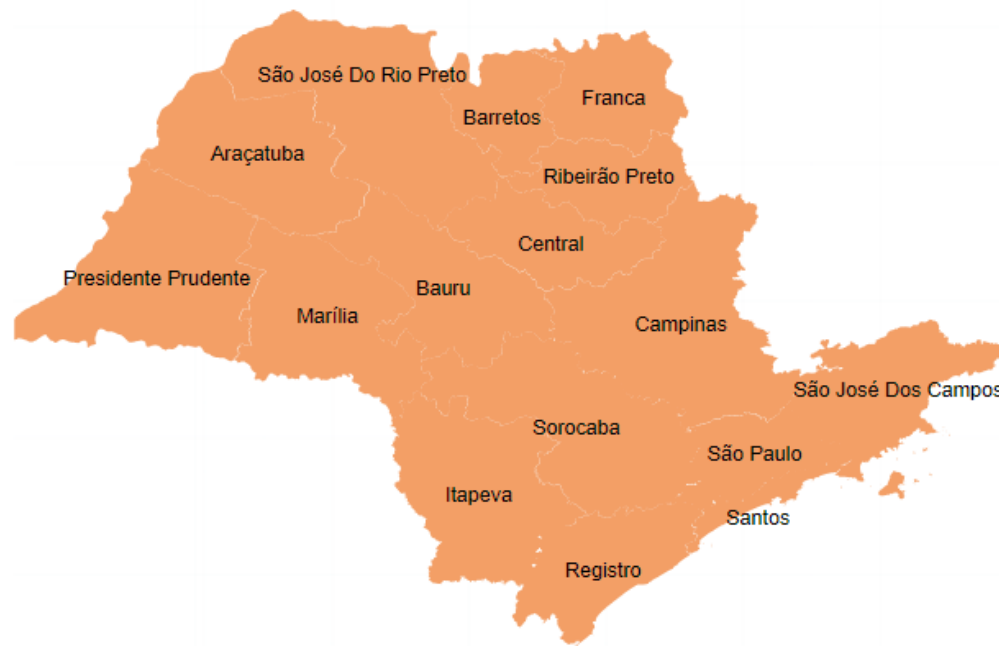 São José Do Rio Preto
Franca
Barretos
Araçatuba
Ribeirão Preto
Central
Presidente Prudente
Bauru
Marília
Campinas
São José Dos Campos
Sorocaba
São Paulo
Itapeva
Santos
Registro